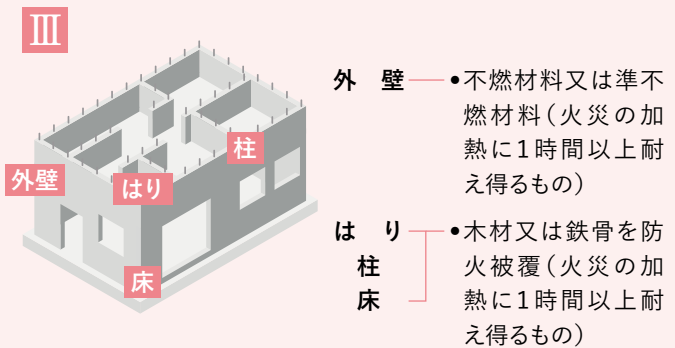 Ⅲ
外壁
はり
柱
床
外　壁
•不燃材料又は準不
燃材料(火災の加
熱に1時間以上耐
え得るもの)
は　り
柱
床
•木材又は鉄骨を防
火被覆(火災の加
熱に1時間以上耐
え得るもの)